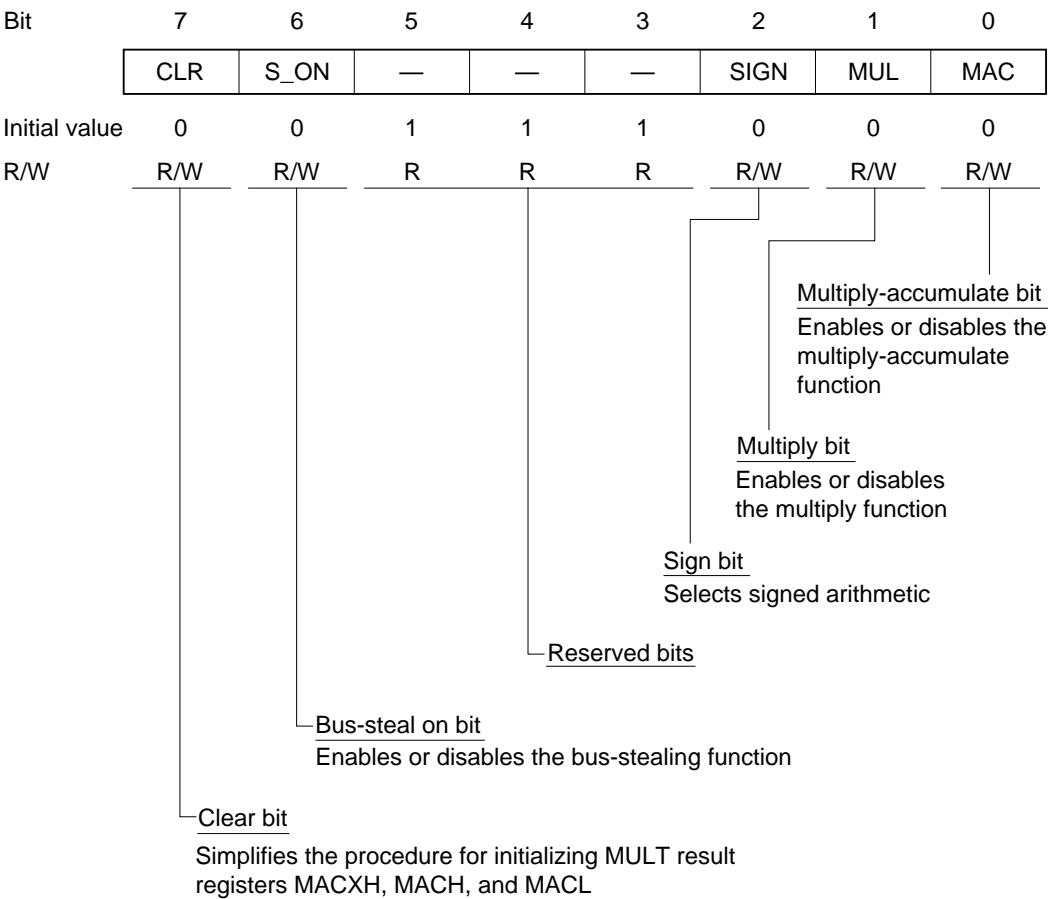 Bit 7 6 5 4 3 2 1 0
CLR S_ON — — — SIGN MUL MAC
Initial value 0 0 1 1 1 0 0 0
R/W R/W R/W R R R R/W R/W R/W
Multiply-accumulate bit
Enables or disables the
multiply-accumulate
function
Multiply bit
Enables or disables
the multiply function
Sign bit
Selects signed arithmetic
Reserved bits
Bus-steal on bit
Enables or disables the bus-stealing function
Clear bit
Simplifies the procedure for initializing MULT result
registers MACXH, MACH, and MACL